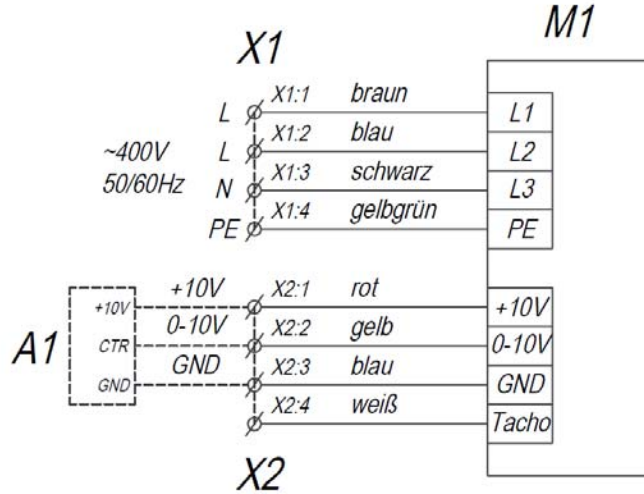 M1
X1
L X1:1 braun L1
L X1:2 blau L2
~400V
50/60Hz
N X1:3 schwarz L3
PE X1:4 gelbgrün PE
A1
+10V +10V X2:1 rot +10V
CTR 0-10V X2:2 gelb 0-10V
GND GND X2:3 blau GND
X2:4 weiß Tacho
X2